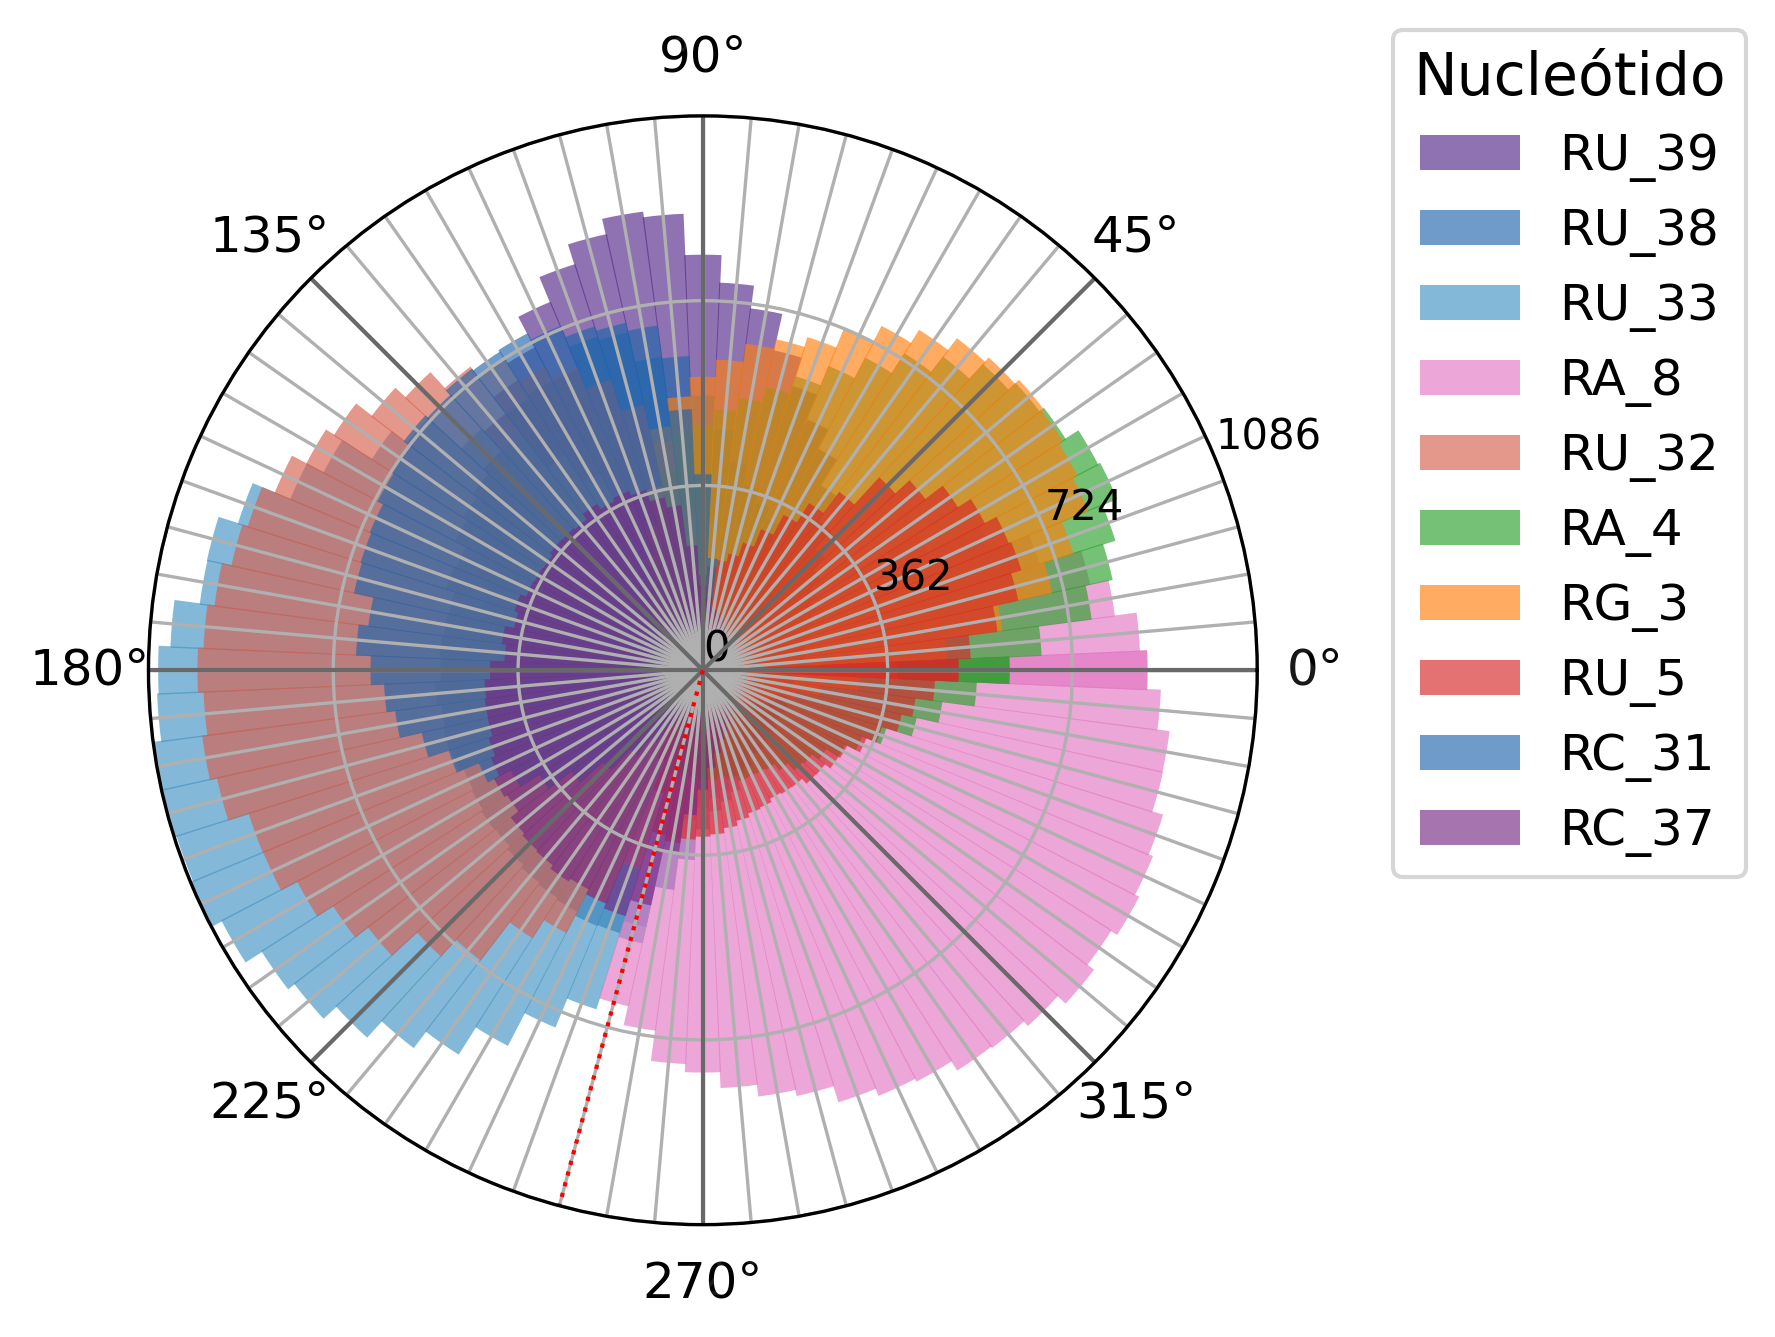 90°
135°
45°
1086
724
362
0
180°
0°
225°
315°
270°
Nucleótido
RU_39
RU_38
RU_33
RA_8
RU_32
RA_4
RG_3
RU_5
RC_31
RC_37